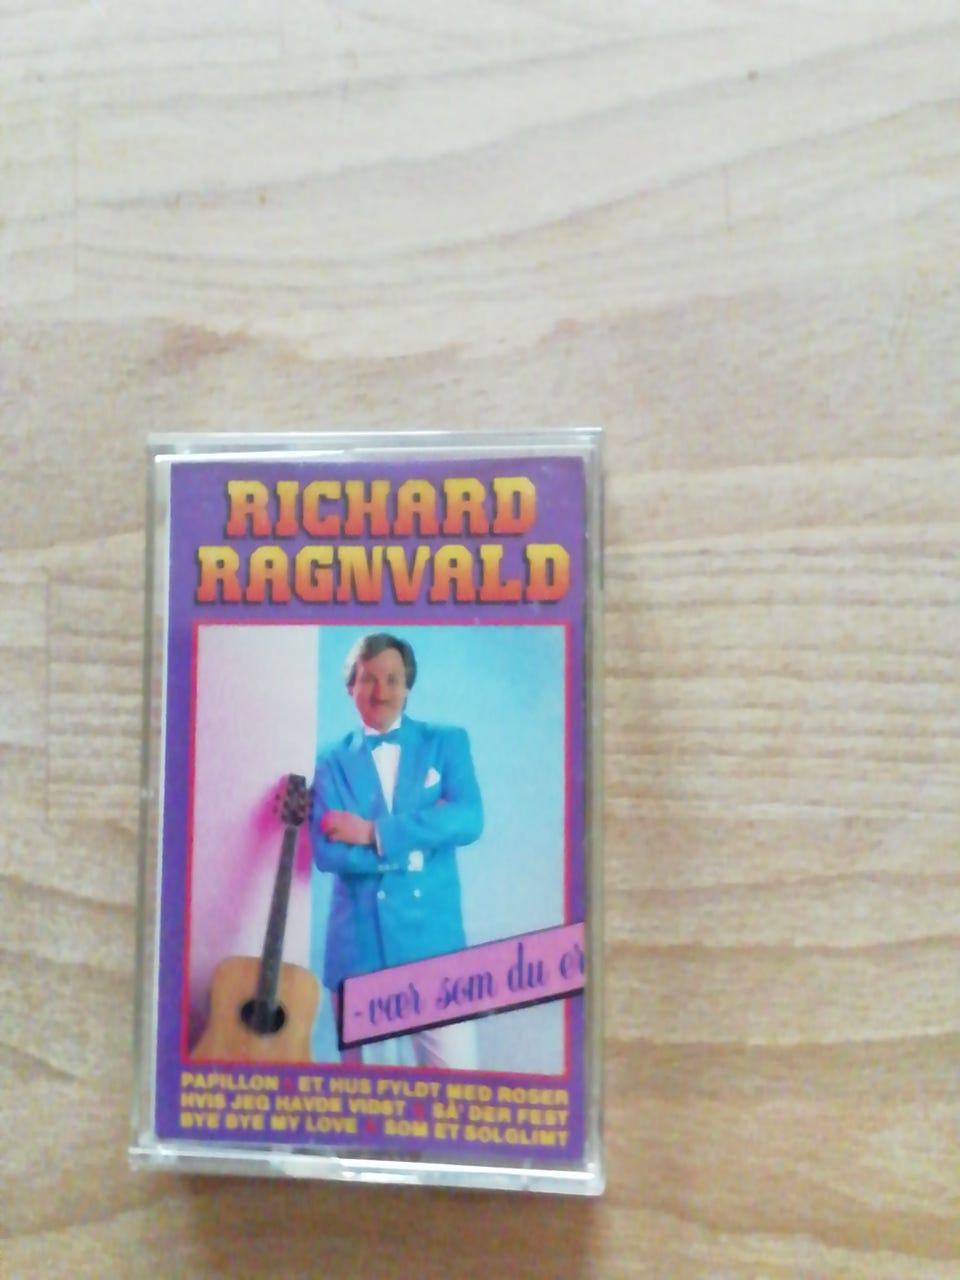 RICHARD
RAGNVALD
-vær som du er
PAPILLON * ET HUS FYLDT MED ROSER
HVIS JEG HAVDE VIDST * SÅ' DER FEST
BYE BYE MY LOVE * SOM ET SOLGLIMT